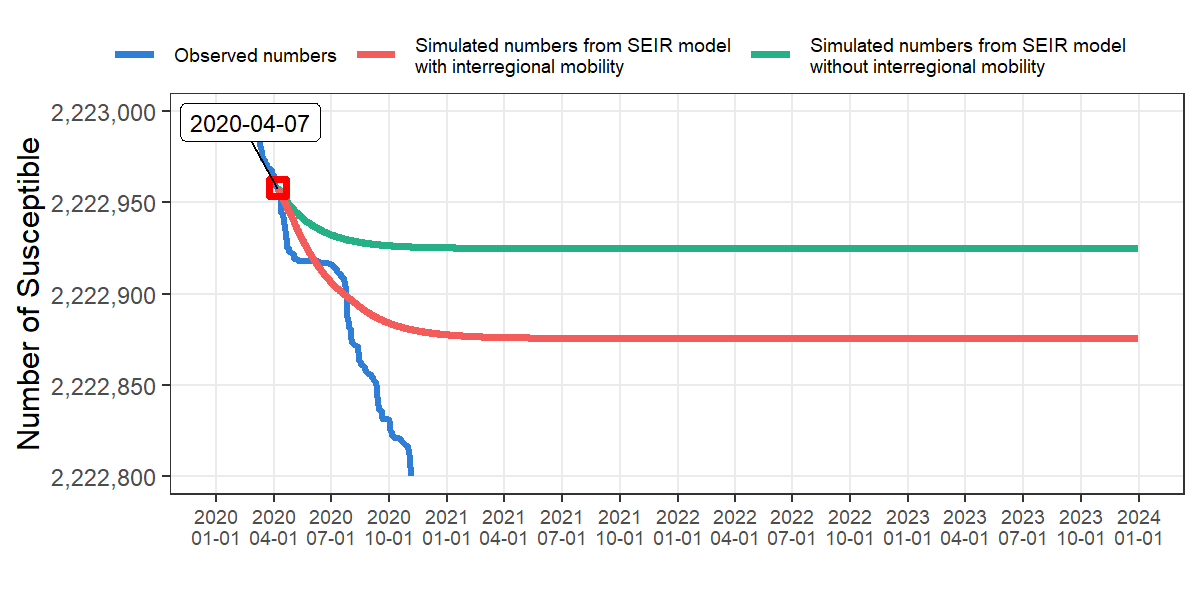 Observed numbers
Simulated numbers from SEIR model
with interregional mobility
Simulated numbers from SEIR model
without interregional mobility
Number of Susceptible
2,223,000
2,222,950
2,222,900
2,222,850
2,222,800
2020-04-07
2020 2020 2020 2020 2021 2021 2021 2021 2022 2022 2022 2022 2023 2023 2023 2023 2024
01-01 04-01 07-01 10-01 01-01 04-01 07-01 10-01 01-01 04-01 07-01 10-01 01-01 04-01 07-01 10-01 01-01